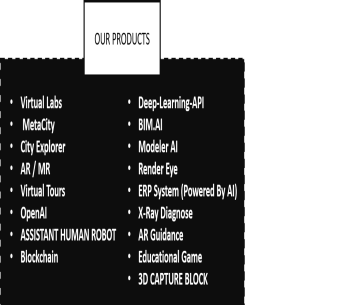 OUR PRODUCTS
• Virtual Labs
• MetaCity
• City Explorer
• AR / MR
• Virtual Tours
• OpenAI
• ASSISTANT HUMAN ROBOT
• Blockchain
• Deep-Learning-API
• BIM.AI
• Modeler AI
• Render Eye
• ERP System (Powered By AI)
• X-Ray Diagnose
• AR Guidance
• Educational Game
• 3D CAPTURE BLOCK